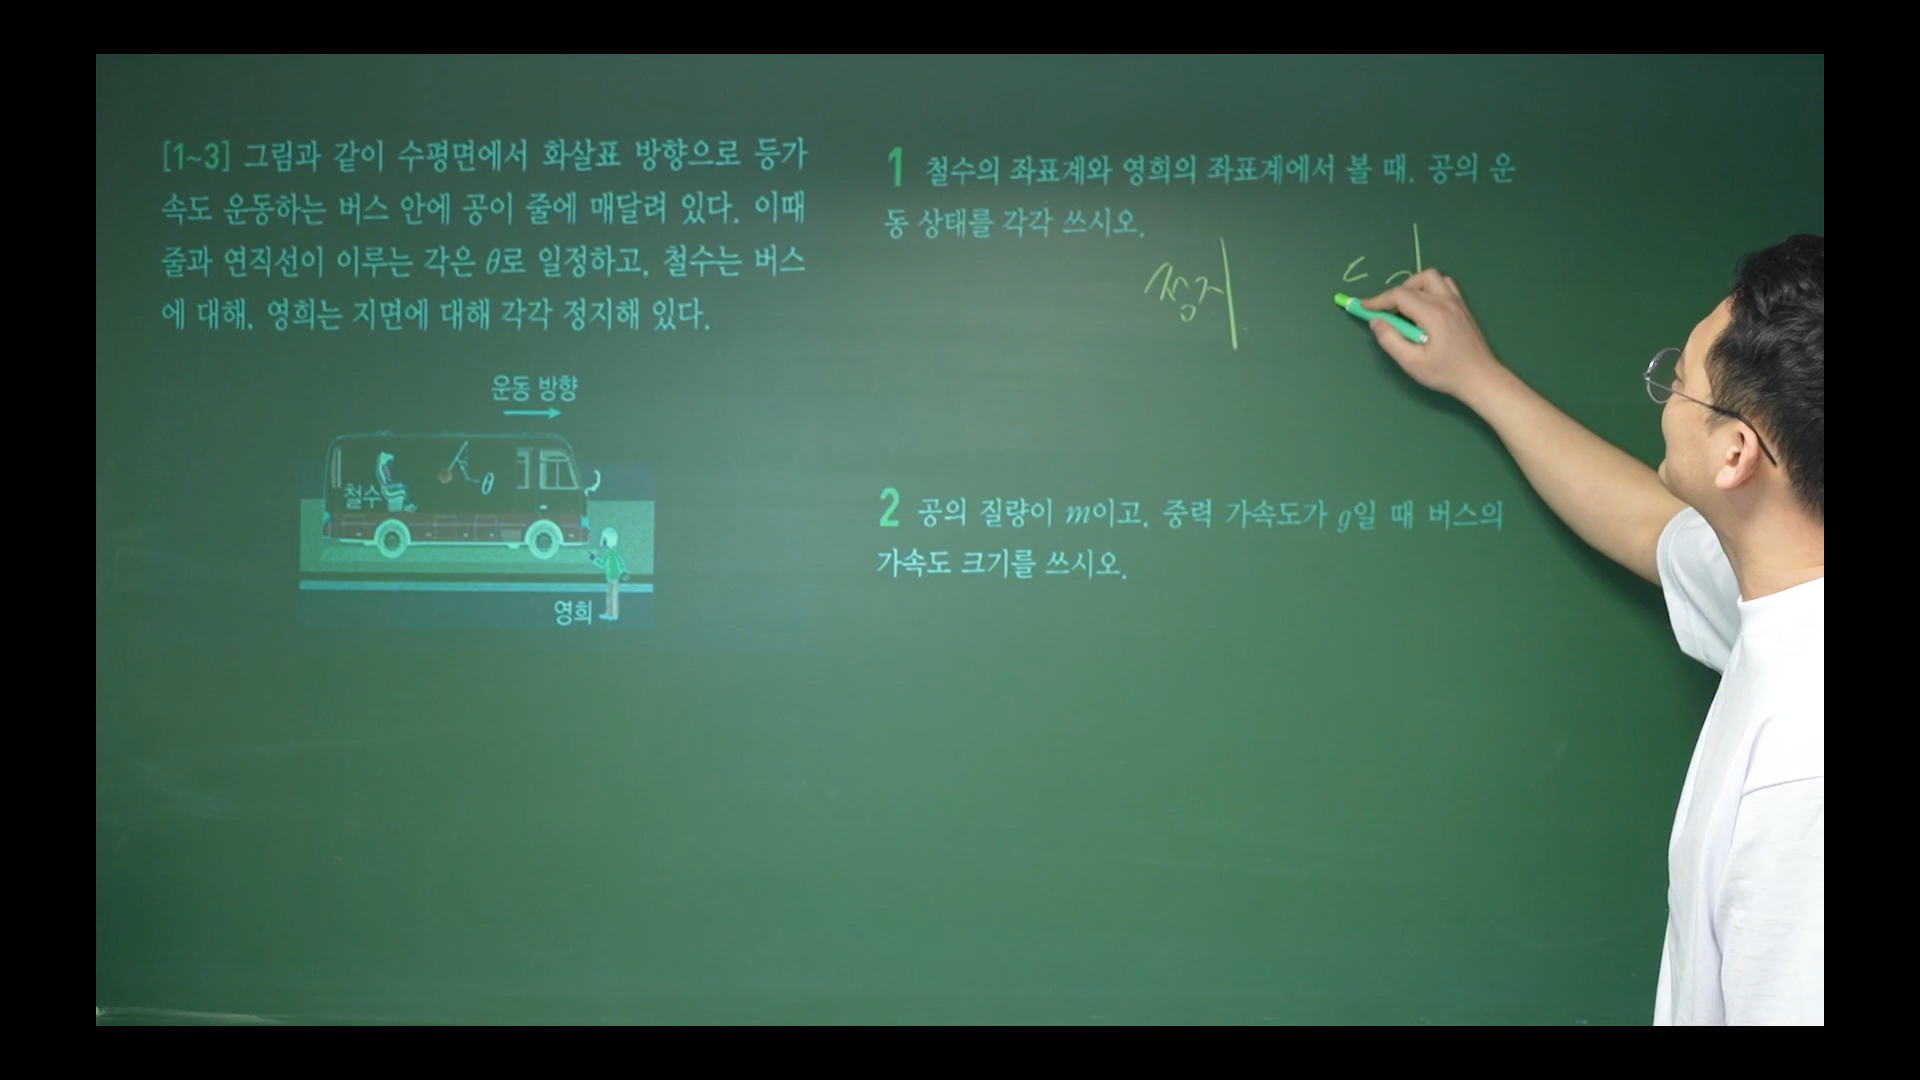 [1~3] 그림과 같이 수평면에서 화살표 방향으로 등가
속도 운동하는 버스 안에 공이 줄에 매달려 있다. 이때
줄과 연직선이 이루는 각은 θ로 일정하고, 철수는 버스
에 대해, 영희는 지면에 대해 각각 정지해 있다.
운동 방향
철수
θ
영희
1 철수의 좌표계와 영희의 좌표계에서 볼 때, 공의 운
동 상태를 각각 쓰시오.
정지
2 공의 질량이 m이고, 중력 가속도가 g일 때 버스의
가속도 크기를 쓰시오.